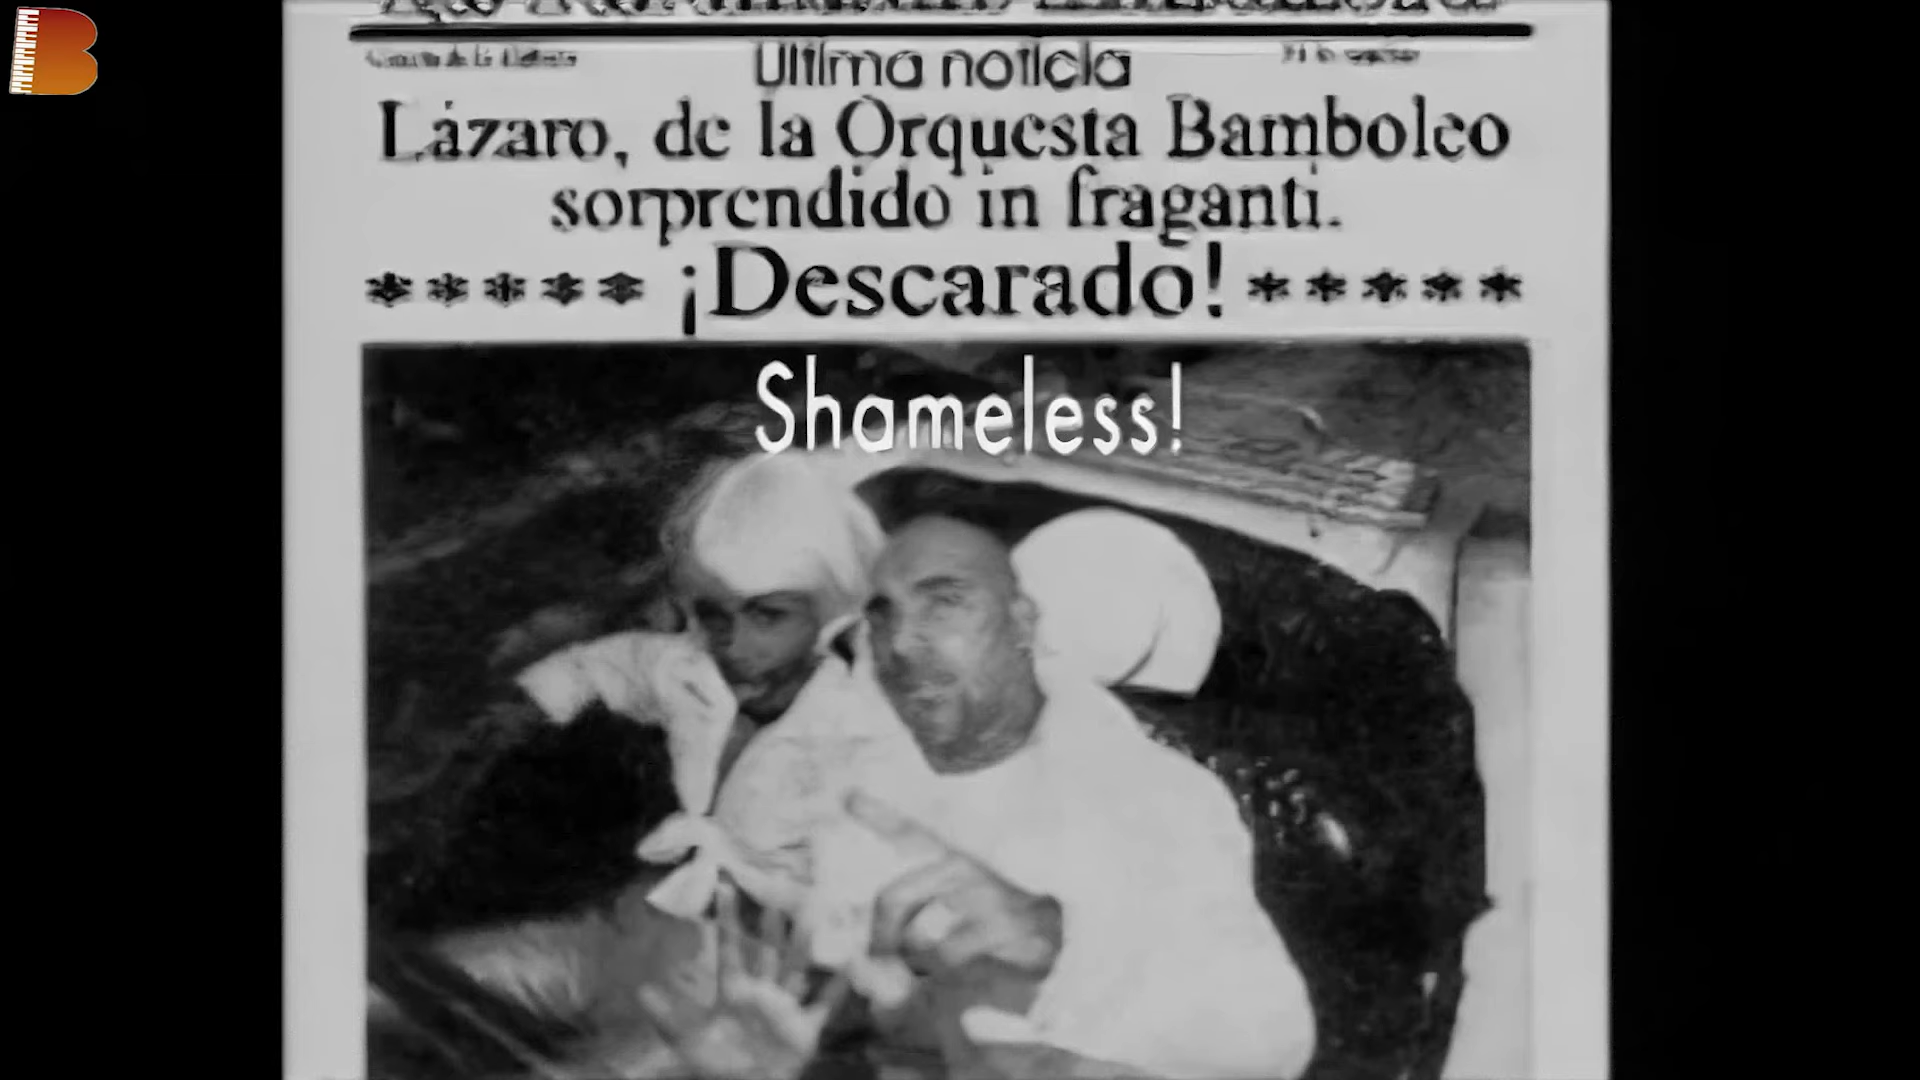 B
Ultima noticia
Lázaro, de la Orquesta Bamboleo
sorprendido in fraganti.
***** ¡Descarado! *****
Shameless!